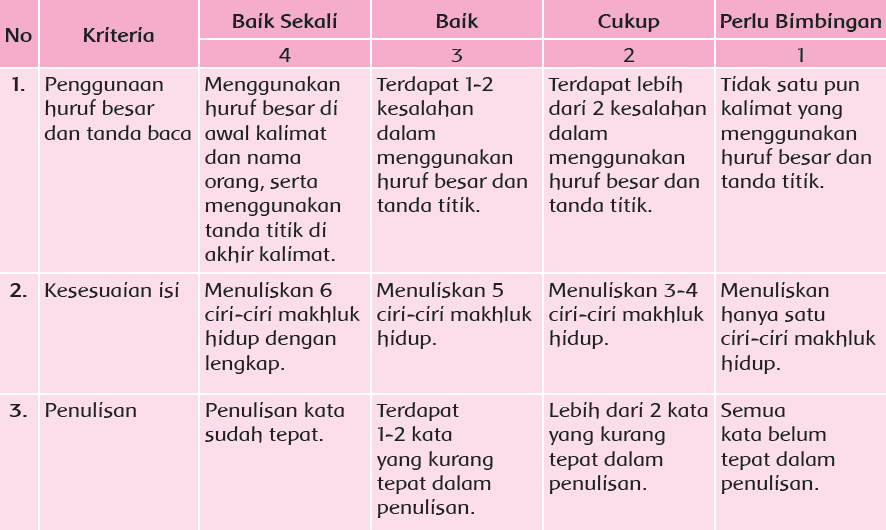 No
Kriteria
Baik Sekali
Baik
Cukup
Perlu Bimbingan
4
3
2
1
1.
Penggunaan
huruf besar
dan tanda baca
Menggunakan
huruf besar di
awal kalimat
dan nama
orang, serta
menggunakan
tanda titik di
akhir kalimat.
Terdapat 1-2
kesalahan
dalam
menggunakan
huruf besar dan
tanda titik.
Terdapat lebih
dari 2 kesalahan
dalam
menggunakan
huruf besar dan
tanda titik.
Tidak satu pun
kalimat yang
menggunakan
huruf besar dan
tanda titik.
2.
Kesesuaian isi
Menuliskan 6
ciri-ciri makhluk
hidup dengan
lengkap.
Menuliskan 5
ciri-ciri makhluk
hidup.
Menuliskan 3-4
ciri-ciri makhluk
hidup.
Menuliskan
hanya satu
ciri-ciri makhluk
hidup.
3.
Penulisan
Penulisan kata
sudah tepat.
Terdapat
1-2 kata
yang kurang
tepat dalam
penulisan.
Lebih dari 2 kata
yang kurang
tepat dalam
penulisan.
Semua
kata belum
tepat dalam
penulisan.